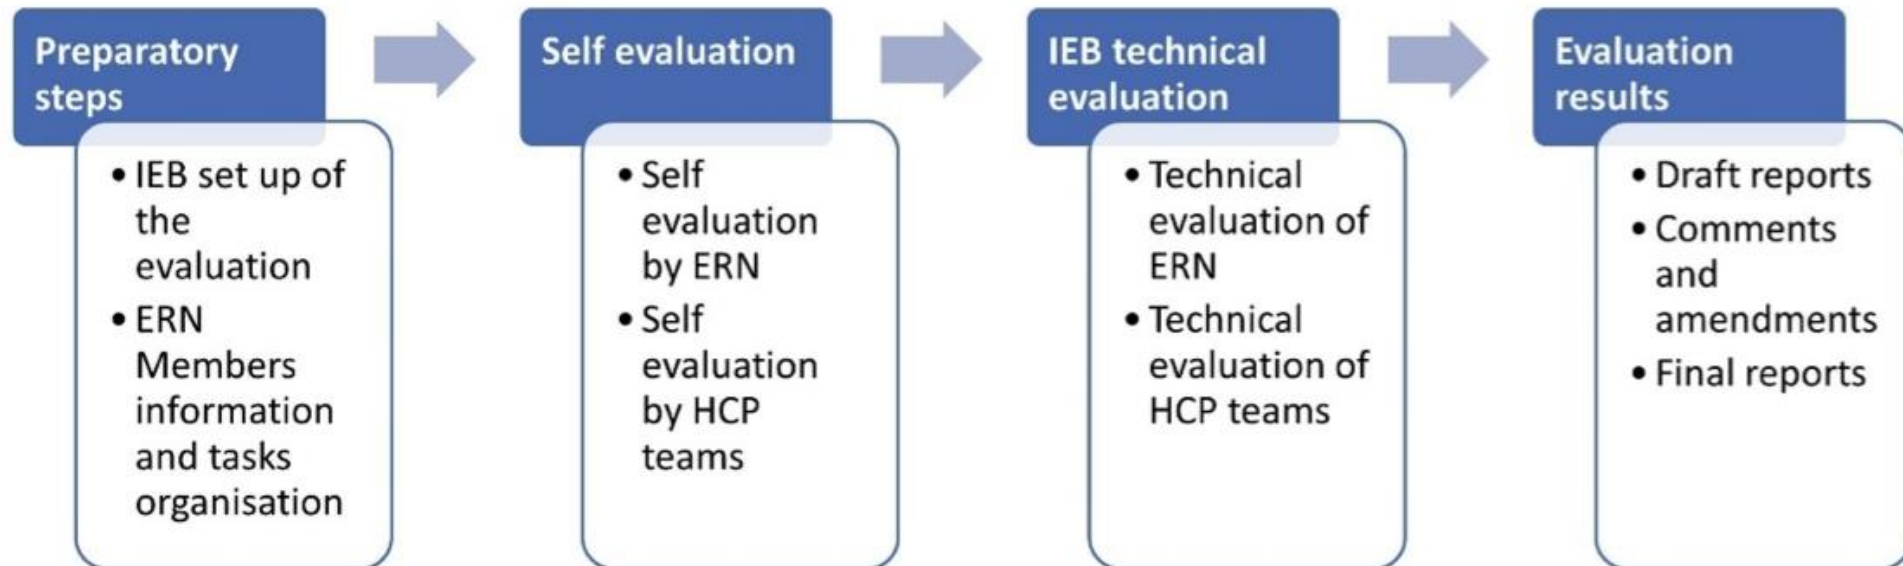 Preparatory
steps
• IEB set up of
the
evaluation
• ERN
Members
information
and tasks
organisation
Self evaluation
• Self
evaluation
by ERN
• Self
evaluation
by HCP
teams
IEB technical
evaluation
• Technical
evaluation of
ERN
• Technical
evaluation of
HCP teams
Evaluation
results
• Draft reports
• Comments
and
amendments
• Final reports